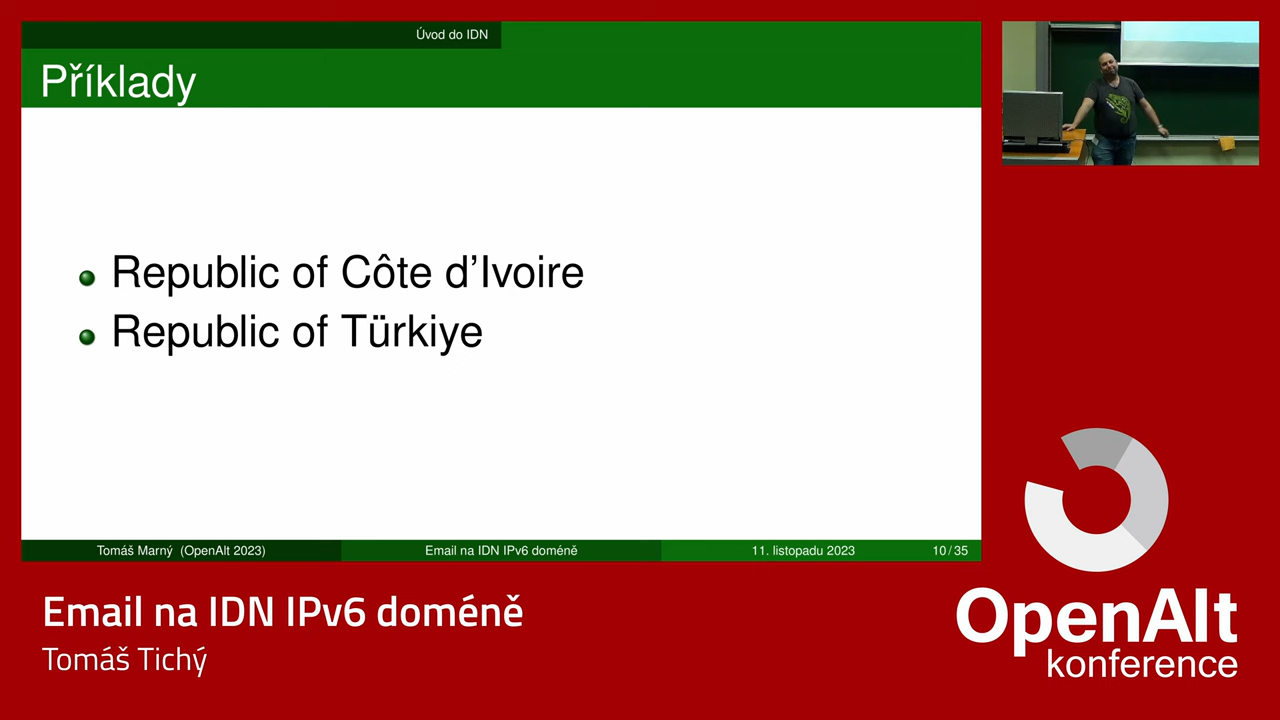 Úvod do IDN
Příklady
Republic of Côte d’Ivoire
Republic of Türkiye
Tomáš Marný (OpenAlt 2023)
Email na IDN IPv6 doméně
11. listopadu 2023
10 / 35
Email na IDN IPv6 doméně
Tomáš Tichý
OpenAlt
konference